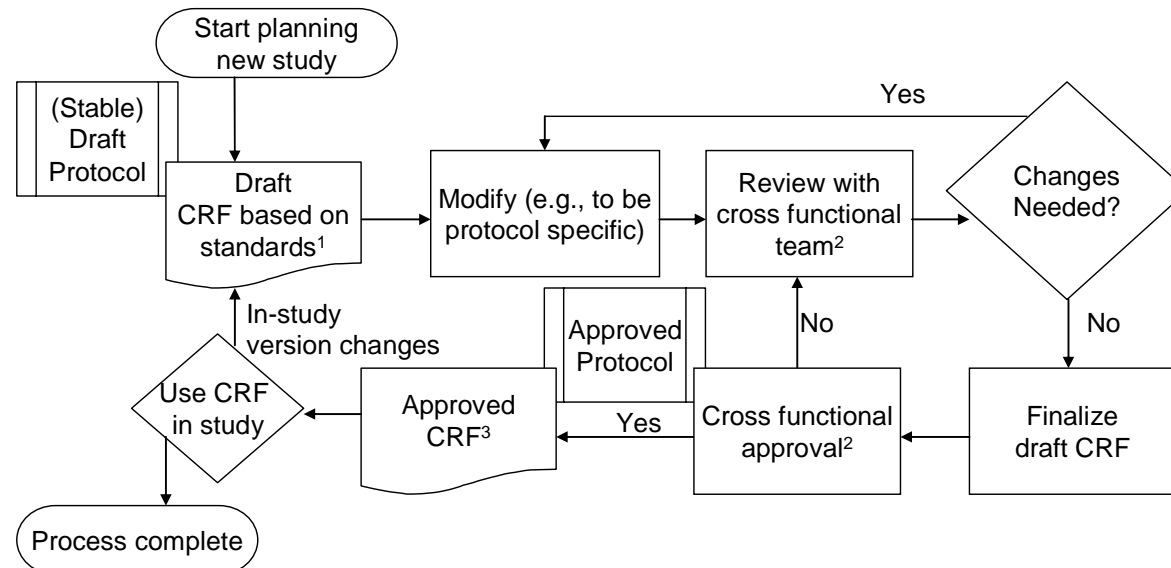 Start planning
new study
(Stable)
Draft
Protocol
Draft
CRF based on
standards¹
Modify (e.g., to be
protocol specific)
Review with
cross functional
team²
Yes
Changes
Needed?
No
Finalize
draft CRF
Cross functional
approval²
No
Approved
Protocol
Yes
Approved
CRF³
Use CRF
in study
In-study
version changes
Process complete